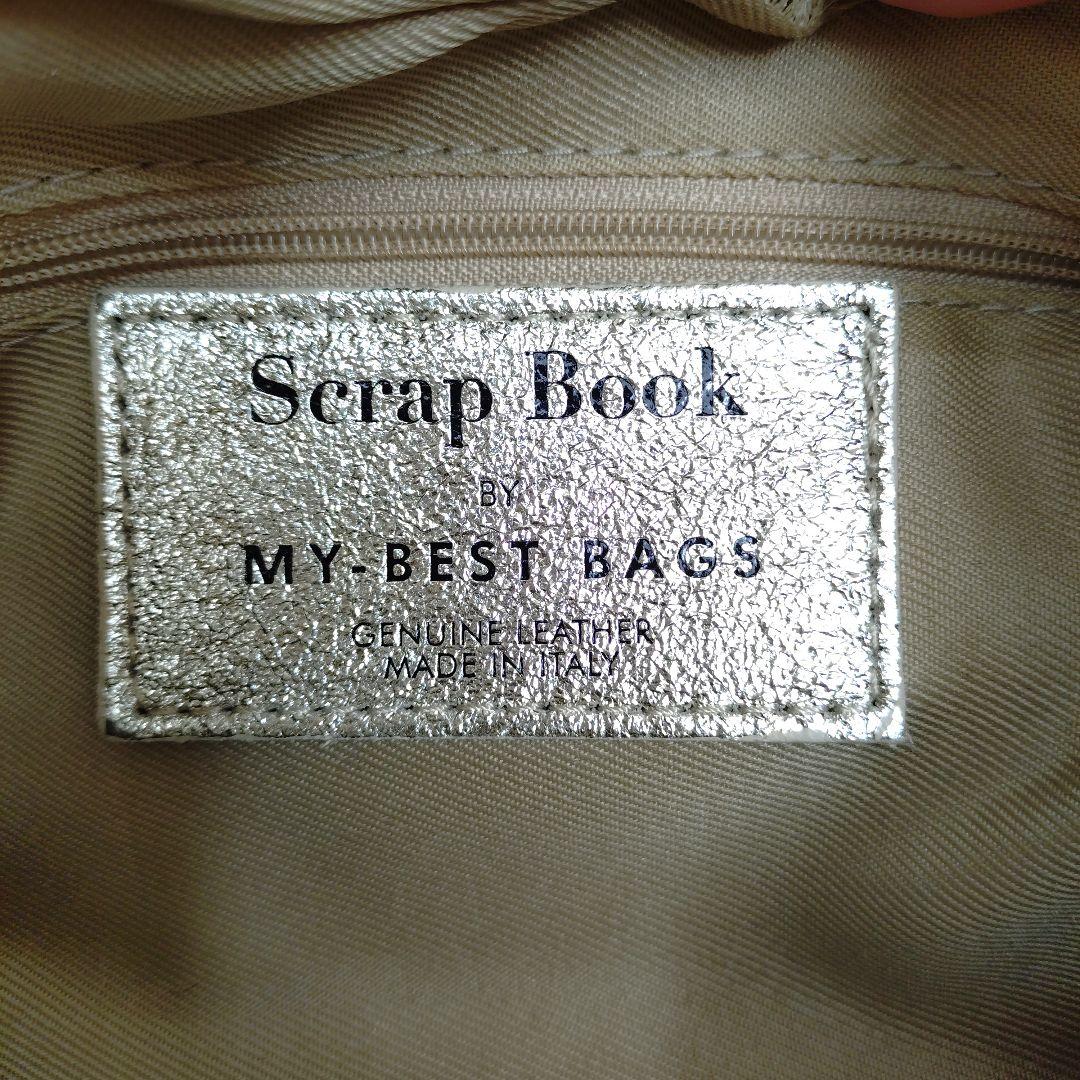 Scrap Book
BY
MY-BEST BAGS
GENUINE LEATHER
MADE IN ITALY